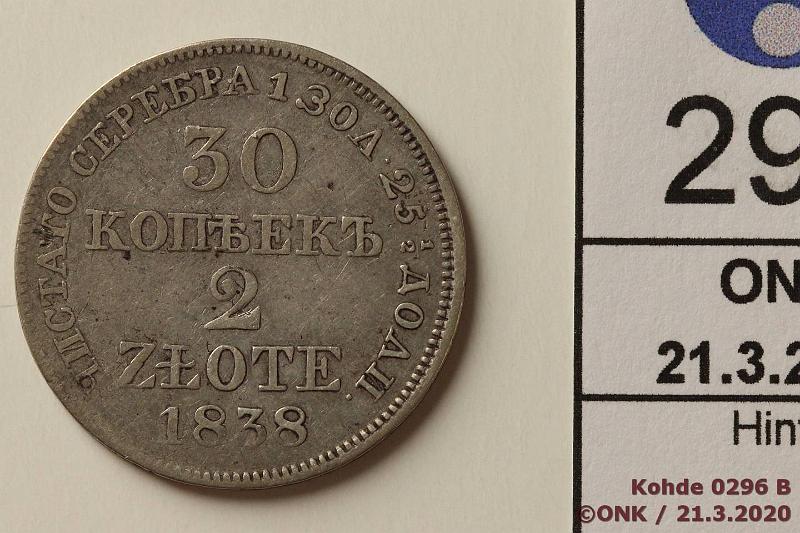 ЧИСТАГО СЕРЕБРА 1 ЗОЛ. 25 1/2 ДОЛИ.
30
КОПѢЕКЪ
2
ZŁOTE
1838
29
ON
21.3.2
Hin
Kohde 0296 B
©ONK / 21.3.2020